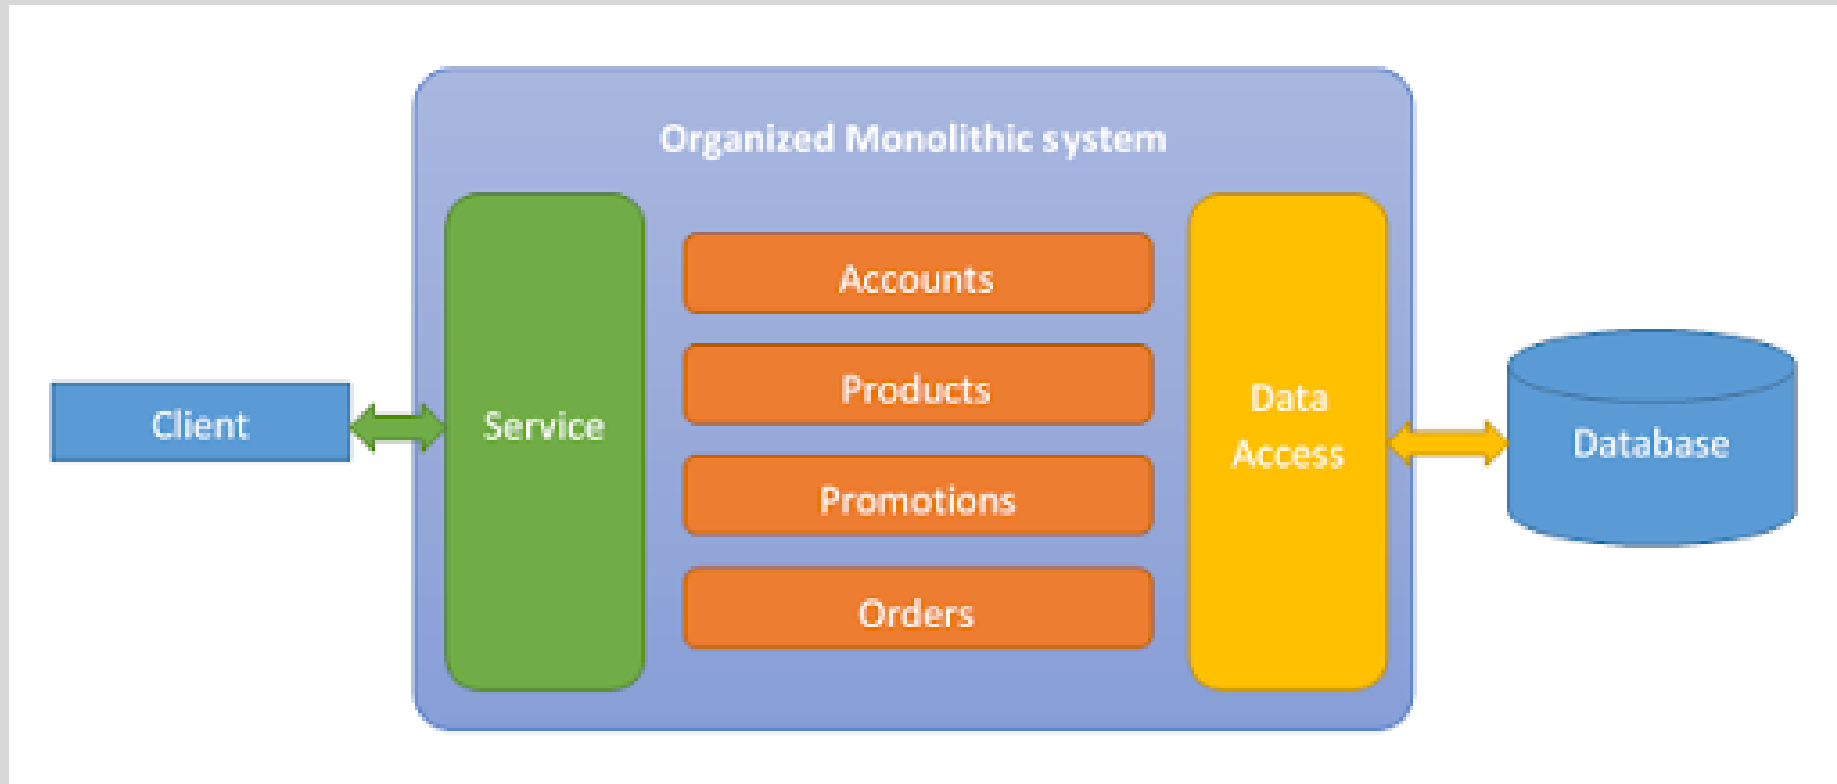 Organized Monolithic system
Client
Service
Accounts
Products
Promotions
Orders
Data
Access
Database